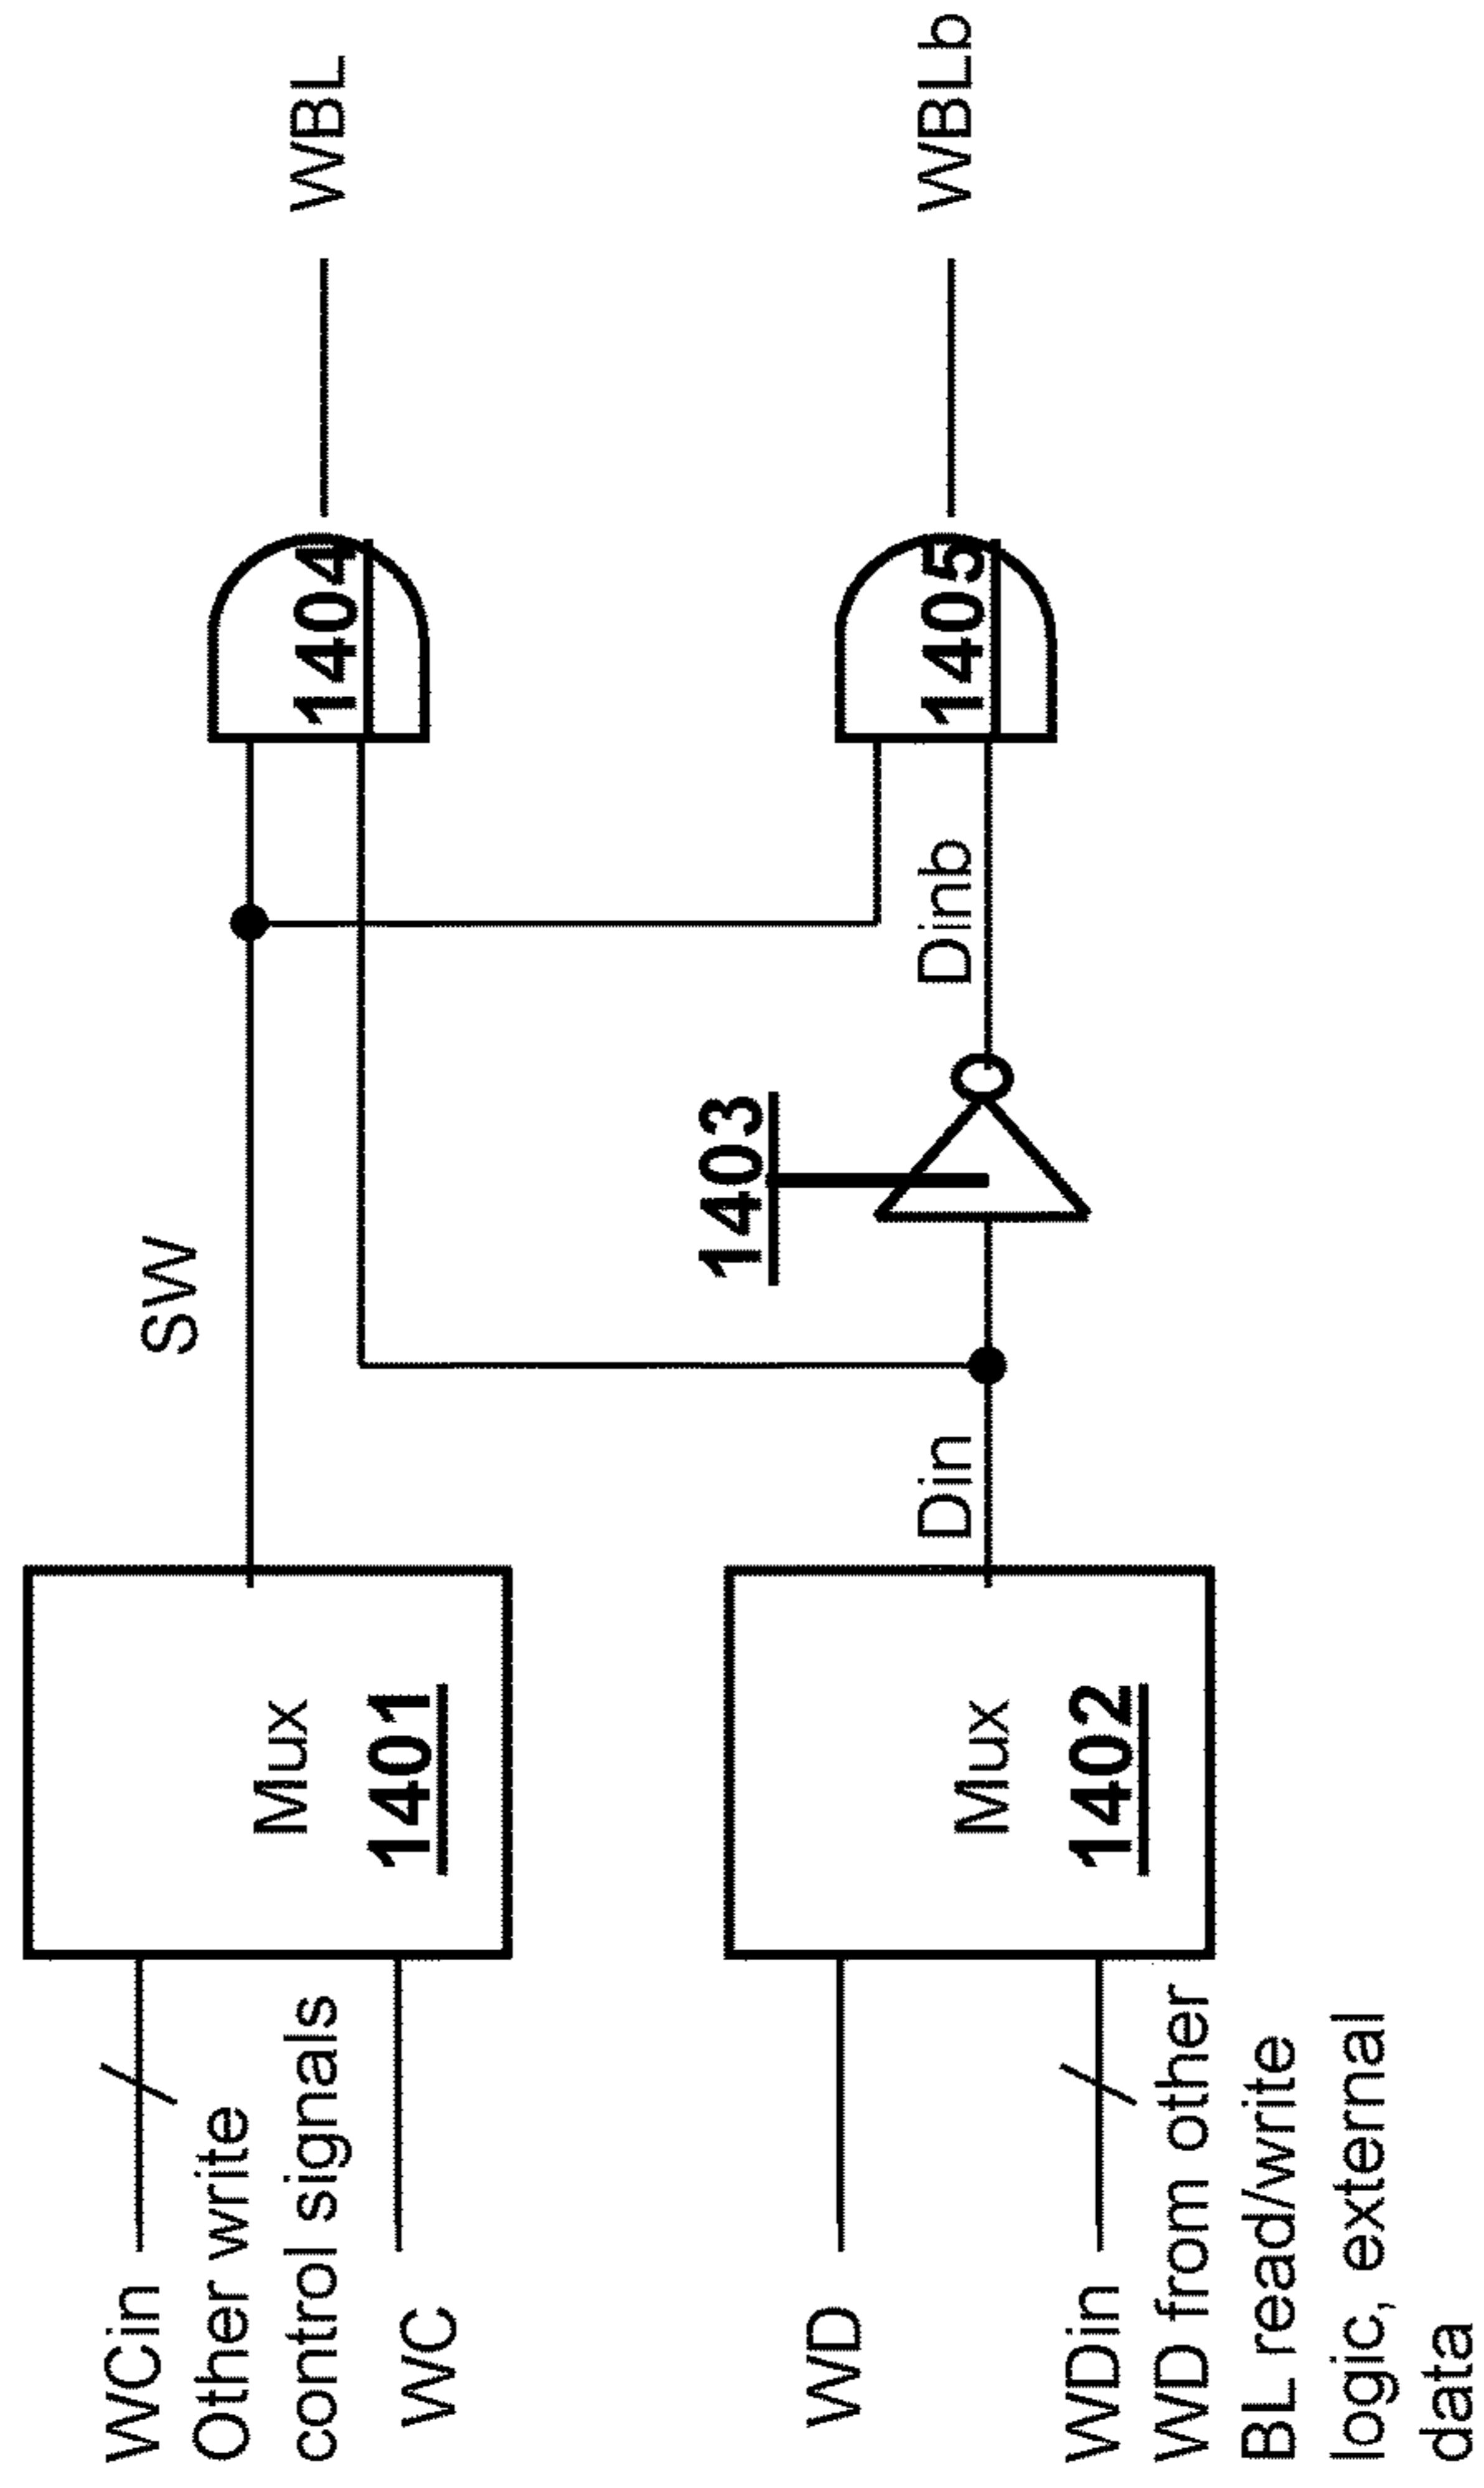 WCin
Other write
control signals
WC
Mux
1401
SW
1404
WBL
WD
WDin
WD from other
BL read/write
logic, external
data
Mux
1402
Din
1403
Dinb
1405
WBLb